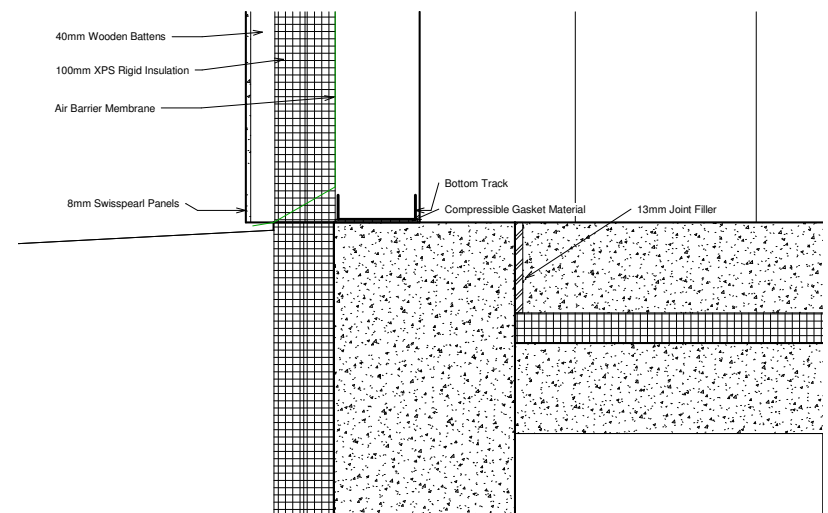 40mm Wooden Battens
100mm XPS Rigid Insulation
Air Barrier Membrane
Bottom Track
8mm Swisspearl Panels
Compressible Gasket Material
13mm Joint Filler